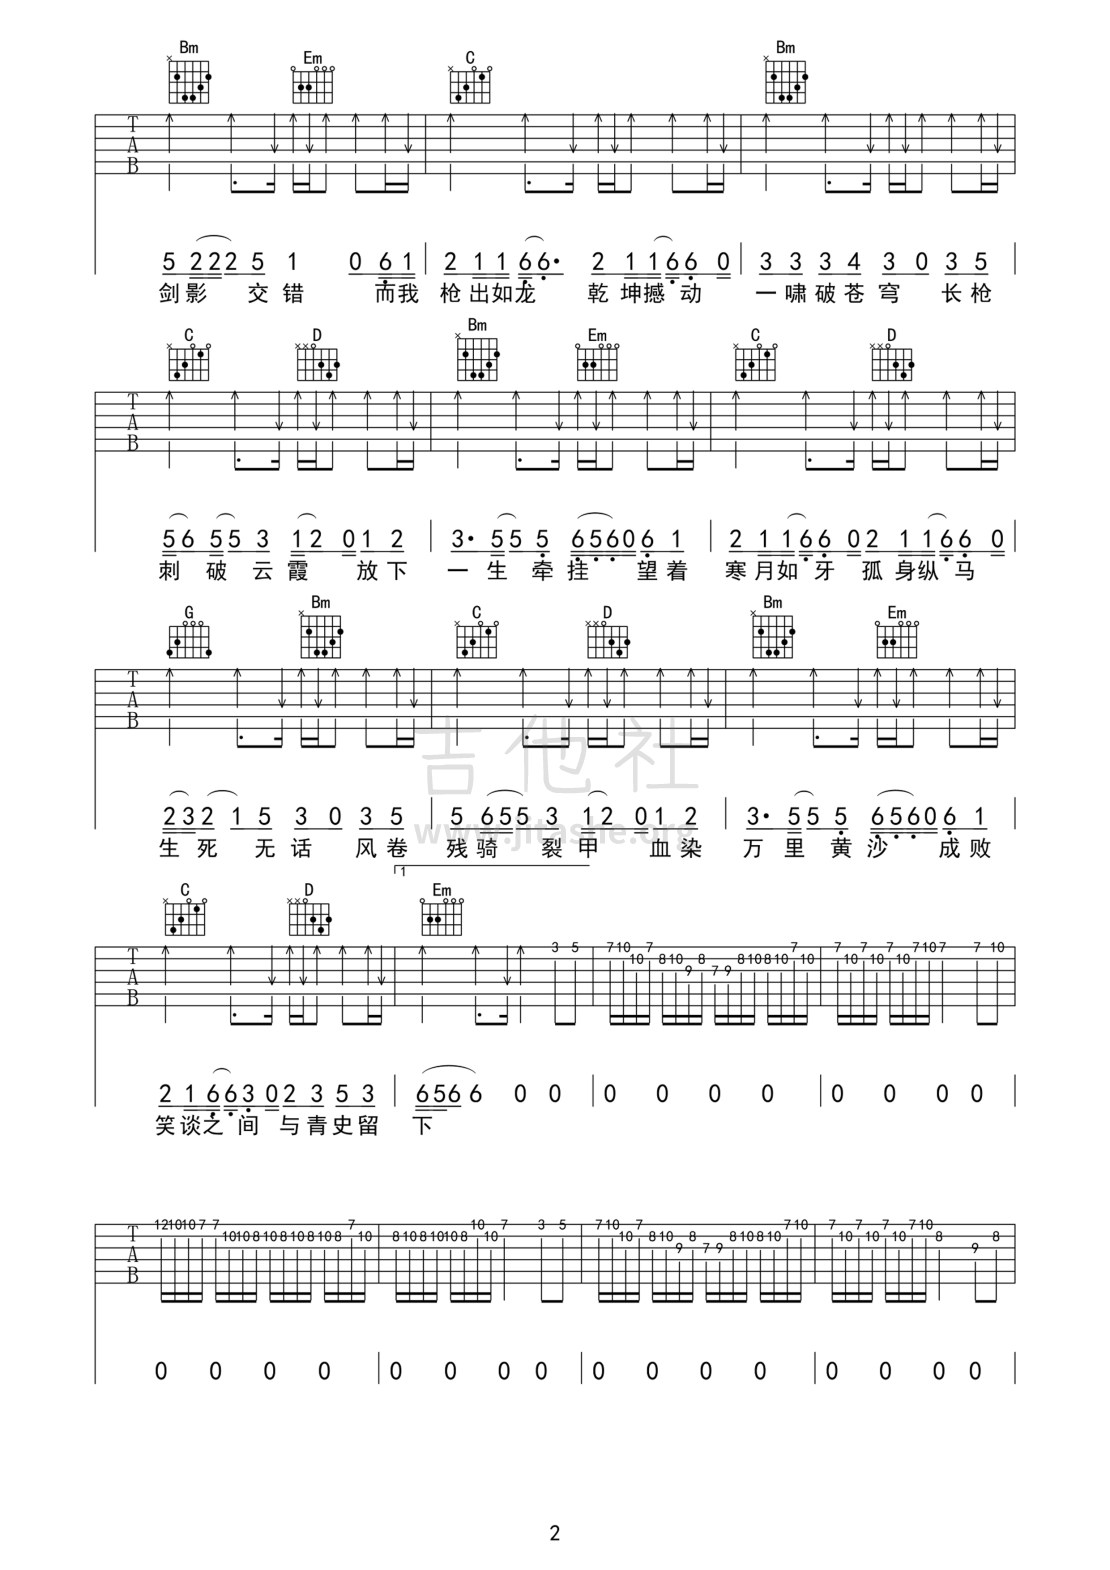 Bm Em C Bm
T
A
B
5 2 2 2 5 1 0 6 1 2 1 1 6 6· 2 1 1 6 6 0 3 3 3 4 3 0 3 5
剑影 交错 而我 枪出如龙 乾坤撼动 一啸破苍穹 长枪
C D Bm Em C D
T
A
B
5 6 5 5 3 1 2 0 1 2 3· 5 5 5 6 5 6 0 6 1 2 1 1 6 6 0 2 1 1 6 6 0
刺破云霞 放下 一生牵挂 望着 寒月如牙 孤身纵马
G Bm C D Bm Em
T
A
B
2 3 2 1 5 3 0 3 5 5 6 5 5 3 1 2 0 1 2 3· 5 5 5 6 5 6 0 6 1
生死无话 风卷 残骑裂甲 血染 万里黄沙 成败
吉他社
www.jitashe.org
1
C D Em
T
A
B
3 5 7 10 10 7 8 10 9 8 7 9 8 10 8 10 7 10 7 10 7 10 7 10 7 10 7 7 10
2 1 6 6 3 0 2 3 5 3 6 5 6 6 0 0 0 0 0 0 0 0 0 0
笑谈之间 与青史留下
T
A
B
12 10 10 7 7 10 10 8 10 8 10 8 10 8 7 10 8 10 8 10 10 8 10 10 7 3 5 7 10 10 7 8 10 9 8 7 9 8 10 8 10 7 10 7 10 7 10 7 10 7 10 8 9 8
0 0 0 0 0 0 0 0 0 0 0 0 0 0 0 0
2